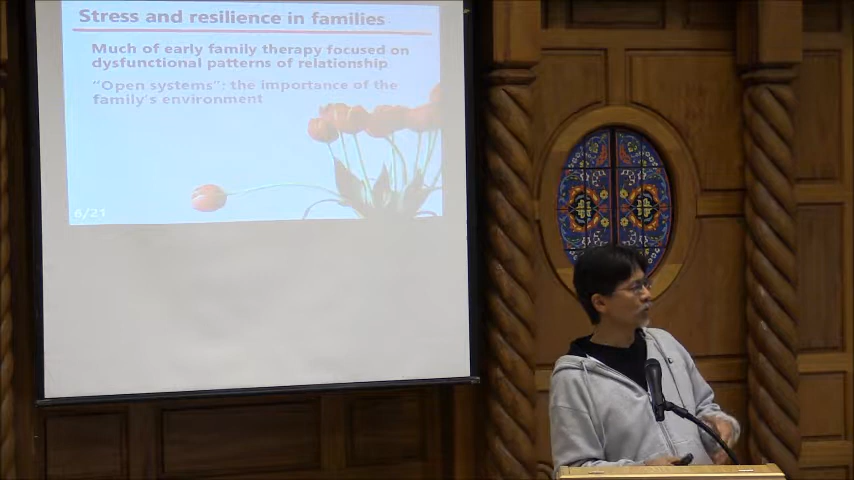 Stress and resilience in families
Much of early family therapy focused on
dysfunctional patterns of relationship
“Open systems”: the importance of the
family’s environment
6/21